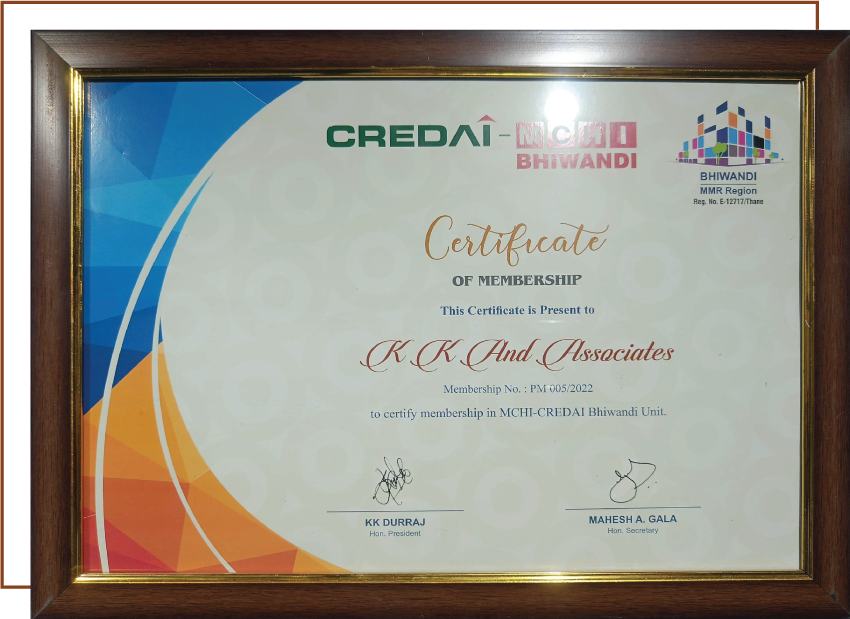 CREDAI - MCHI
BHIWANDI
BHIWANDI
MMR Region
Reg. No. E-12717/Thane
Certificate
OF MEMBERSHIP
This Certificate is Present to
K K And Associates
Membership No. : PM 005/2022
to certify membership in MCHI-CREDAI Bhiwandi Unit.
KK DURRAJ
Hon. President
MAHESH A. GALA
Hon. Secretary